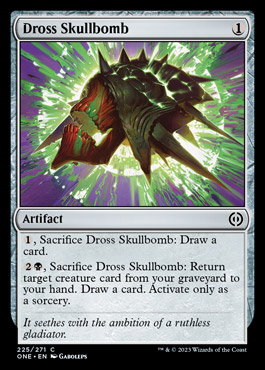 Dross Skullbomb 1
Artifact
1, Sacrifice Dross Skullbomb: Draw a
card.
2, Sacrifice Dross Skullbomb: Return
target creature card from your graveyard to
your hand. Draw a card. Activate only as
a sorcery.
It seethes with the ambition of a ruthless
gladiator.
225/271 C
ONE • EN Gaboleps ™ & © 2023 Wizards of the Coast